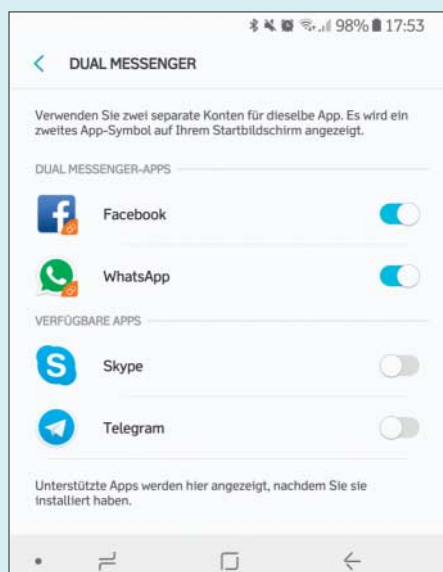 98% 17:53
DUAL MESSENGER
Verwenden Sie zwei separate Konten für dieselbe App. Es wird ein
zweites App-Symbol auf Ihrem Startbildschirm angezeigt.
DUAL MESSENGER-APPS
Facebook
WhatsApp
VERFÜGBARE APPS
Skype
Telegram
Unterstützte Apps werden hier angezeigt, nachdem Sie sie
installiert haben.